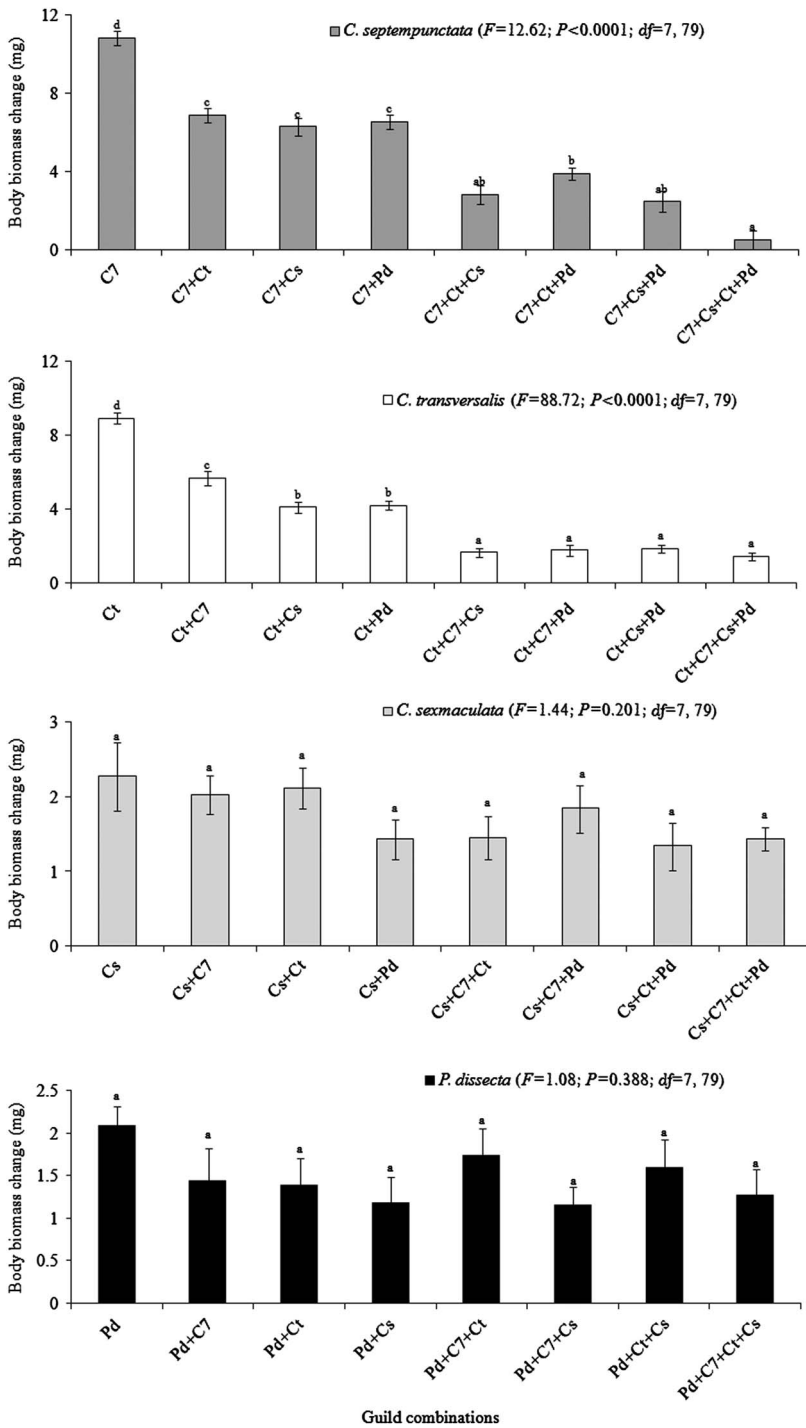 C. septempunctata (F=12.62; P<0.0001; df=7, 79)
Body biomass change (mg)
12
8
4
0
d
c
c
c
ab
b
ab
a
C7
C7+Ct
C7+Cs
C7+Pd
C7+Ct+Cs
C7+Ct+Pd
C7+Cs+Pd
C7+Cs+Ct+Pd
C. transversalis (F=88.72; P<0.0001; df=7, 79)
Body biomass change (mg)
12
8
4
0
d
c
b
b
a
a
a
a
Ct
Ct+C7
Ct+Cs
Ct+Pd
Ct+C7+Cs
Ct+C7+Pd
Ct+Cs+Pd
Ct+C7+Cs+Pd
C. sexmaculata (F=1.44; P=0.201; df=7, 79)
Body biomass change (mg)
3
2
1
0
a
a
a
a
a
a
a
a
Cs
Cs+C7
Cs+Ct
Cs+Pd
Cs+C7+Ct
Cs+C7+Pd
Cs+Ct+Pd
Cs+C7+Ct+Pd
P. dissecta (F=1.08; P=0.388; df=7, 79)
Body biomass change (mg)
2.5
2
1.5
1
0.5
0
a
a
a
a
a
a
a
a
Pd
Pd+C7
Pd+Ct
Pd+Cs
Pd+C7+Ct
Pd+C7+Cs
Pd+Ct+Cs
Pd+C7+Ct+Cs
Guild combinations